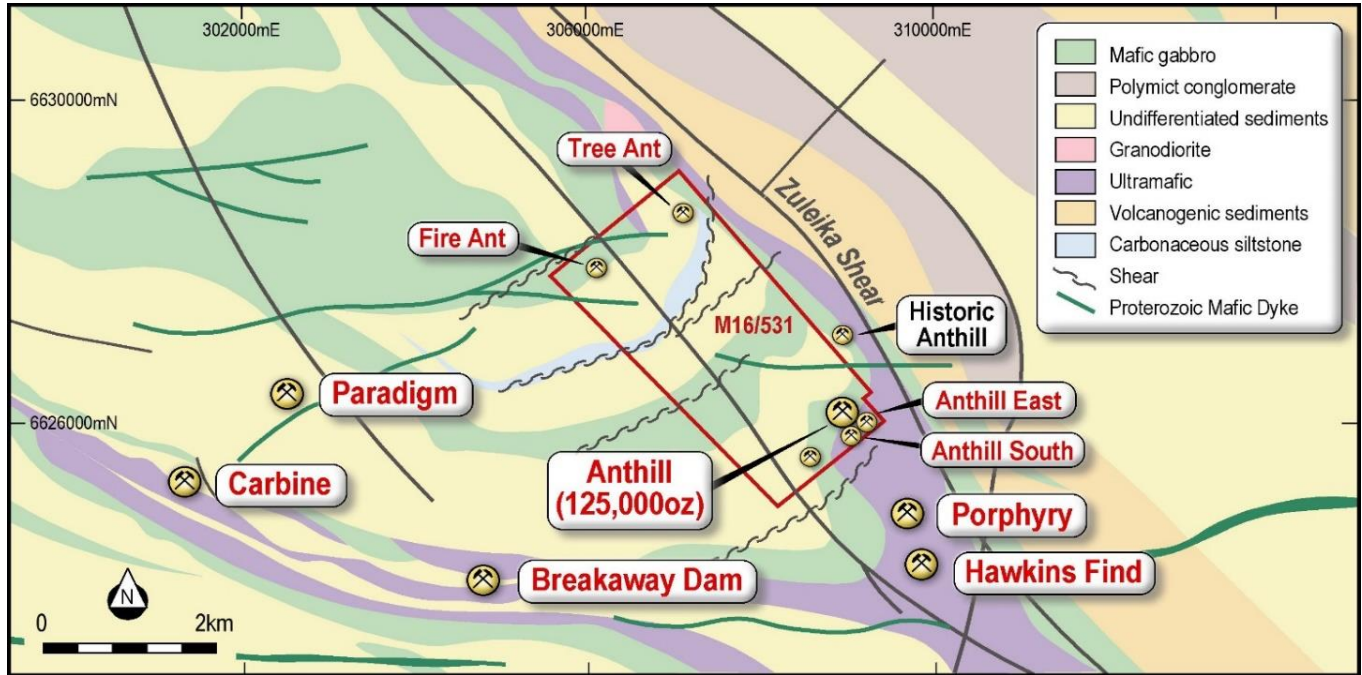 302000mE
306000mE
310000mE
6630000mN
6626000mN
Mafic gabbro
Polymict conglomerate
Undifferentiated sediments
Granodiorite
Ultramafic
Volcanogenic sediments
Carbonaceous siltstone
Shear
Proterozoic Mafic Dyke
Tree Ant
Fire Ant
Zuleika Shear
M16/531
Historic
Anthill
Paradigm
Anthill East
Anthill South
Carbine
Anthill
(125,000oz)
Porphyry
Breakaway Dam
Hawkins Find
N
0
2km